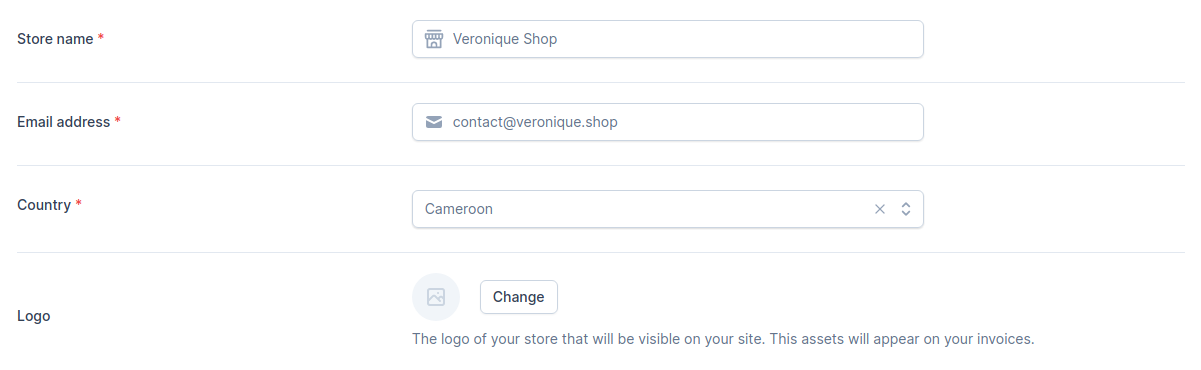 Store name *
Veronique Shop
Email address *
contact@veronique.shop
Country *
Cameroon
Logo
Change
The logo of your store that will be visible on your site. This assets will appear on your invoices.